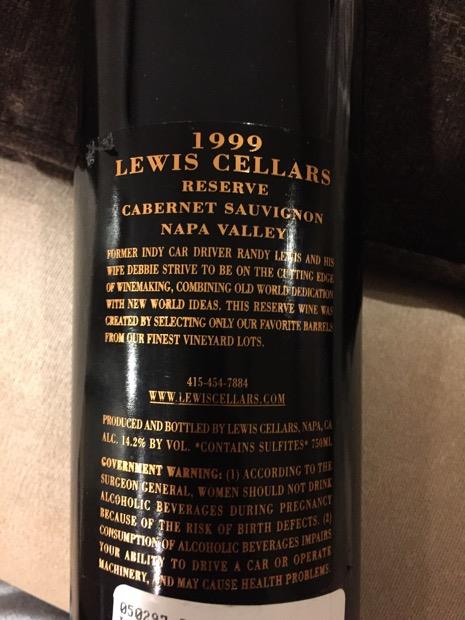 1999
LEWIS CELLARS
RESERVE
CABERNET SAUVIGNON
NAPA VALLEY
FORMER INDY CAR DRIVER RANDY LEWIS AND HIS
WIFE DEBBIE STRIVE TO BE ON THE CUTTING EDGE
OF WINEMAKING, COMBINING OLD WORLD DEDICATION
WITH NEW WORLD IDEAS. THIS RESERVE WINE WAS
CREATED BY SELECTING ONLY OUR FAVORITE BARRELS
FROM OUR FINEST VINEYARD LOTS.
415-454-7884
WWW.LEWISCELLARS.COM
PRODUCED AND BOTTLED BY LEWIS CELLARS, NAPA, CA
ALC. 14.2% BY VOL. *CONTAINS SULFITES* 750ML
GOVERNMENT WARNING: (1) ACCORDING TO THE
SURGEON GENERAL, WOMEN SHOULD NOT DRINK
ALCOHOLIC BEVERAGES DURING PREGNANCY
BECAUSE OF THE RISK OF BIRTH DEFECTS. (2)
CONSUMPTION OF ALCOHOLIC BEVERAGES IMPAIRS
YOUR ABILITY TO DRIVE A CAR OR OPERATE
MACHINERY, AND MAY CAUSE HEALTH PROBLEMS.
050297